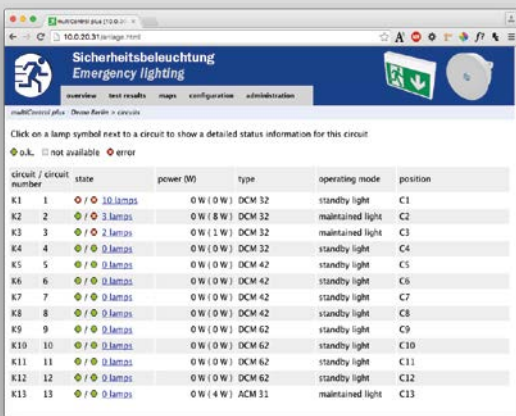 multiControl plus [10.0.20
10.0.20.31/anlage.html
Sicherheitsbeleuchtung
Emergency lighting
overview test results maps configuration administration
multiControl plus Demo Berlin > circuits
Click on a lamp symbol next to a circuit to show a detailed status information for this circuit
o.k. not available error
circuit / circuit number state power (W) type operating mode position
K1 1 / 10 lamps 0 W ( 0 W ) DCM 32 standby light C1
K2 2 / 3 lamps 0 W ( 8 W ) DCM 32 maintained light C2
K3 3 / 2 lamps 0 W ( 1 W ) DCM 32 maintained light C3
K4 4 / 0 lamps 0 W ( 0 W ) DCM 32 standby light C4
K5 5 / 0 lamps 0 W ( 0 W ) DCM 42 standby light C5
K6 6 / 0 lamps 0 W ( 0 W ) DCM 42 standby light C6
K7 7 / 0 lamps 0 W ( 0 W ) DCM 42 standby light C7
K8 8 / 0 lamps 0 W ( 0 W ) DCM 42 standby light C8
K9 9 / 0 lamps 0 W ( 0 W ) DCM 62 standby light C9
K10 10 / 0 lamps 0 W ( 0 W ) DCM 62 standby light C10
K11 11 / 0 lamps 0 W ( 0 W ) DCM 62 standby light C11
K12 12 / 0 lamps 0 W ( 0 W ) DCM 62 standby light C12
K13 13 / 0 lamps 0 W ( 4 W ) ACM 31 maintained light C13